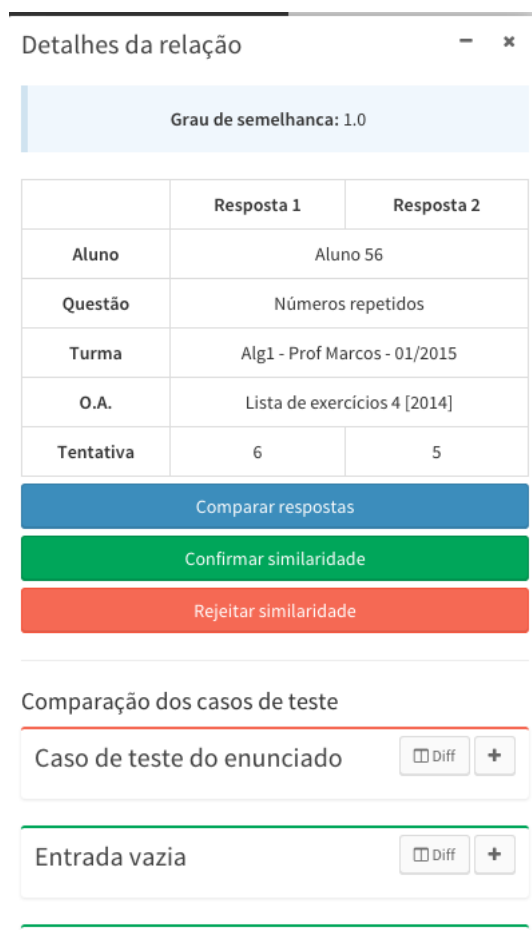 Detalhes da relação
Grau de semelhanca: 1.0
Resposta 1 Resposta 2
Aluno Aluno 56
Questão Números repetidos
Turma Alg1 - Prof Marcos - 01/2015
O.A. Lista de exercícios 4 [2014]
Tentativa 6 5
Comparar respostas
Confirmar similaridade
Rejeitar similaridade
Comparação dos casos de teste
Caso de teste do enunciado Diff
Entrada vazia Diff